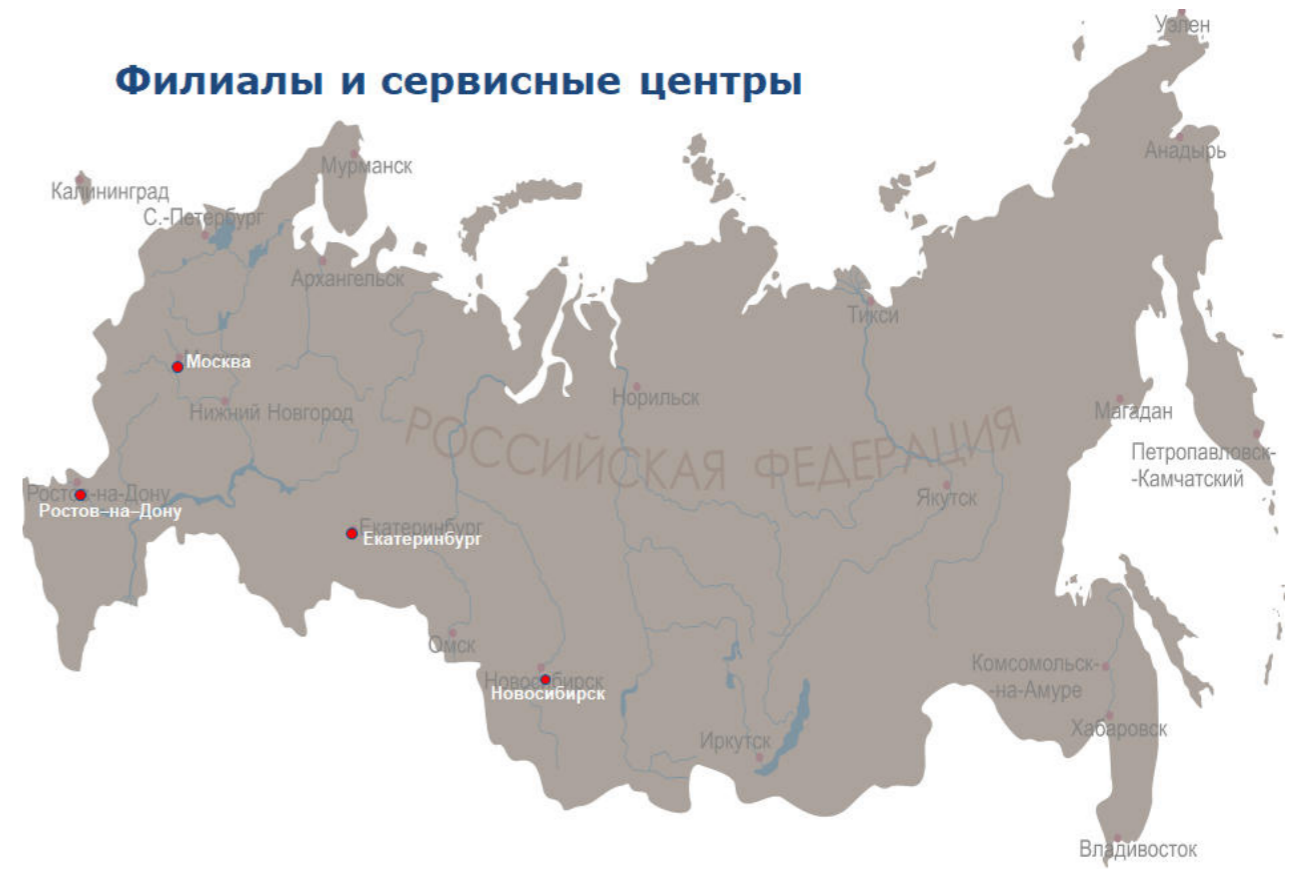 Уэлен
Филиалы и сервисные центры
Анадырь
Мурманск
Калининград
С.-Петербург
Архангельск
Тикси
Москва
Москва
Норильск
Нижний Новгород
Магадан
РОССИЙСКАЯ ФЕДЕРАЦИЯ
Петропавловск-
-Камчатский
Ростов-на-Дону
Ростов–на–Дону
Якутск
Екатеринбург
Екатеринбург
Омск
Комсомольск-
-на-Амуре
Новосибирск
Новосибирск
Хабаровск
Иркутск
Владивосток